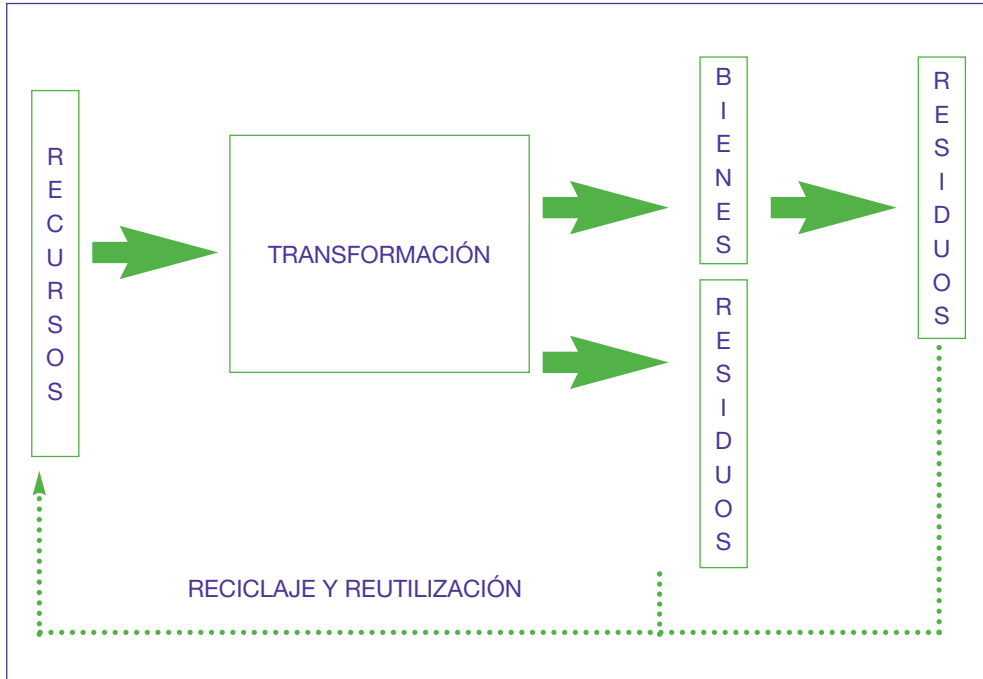 RECURSOS
TRANSFORMACIÓN
BIENES
RESIDUOS
RESIDUOS
RECICLAJE Y REUTILIZACIÓN